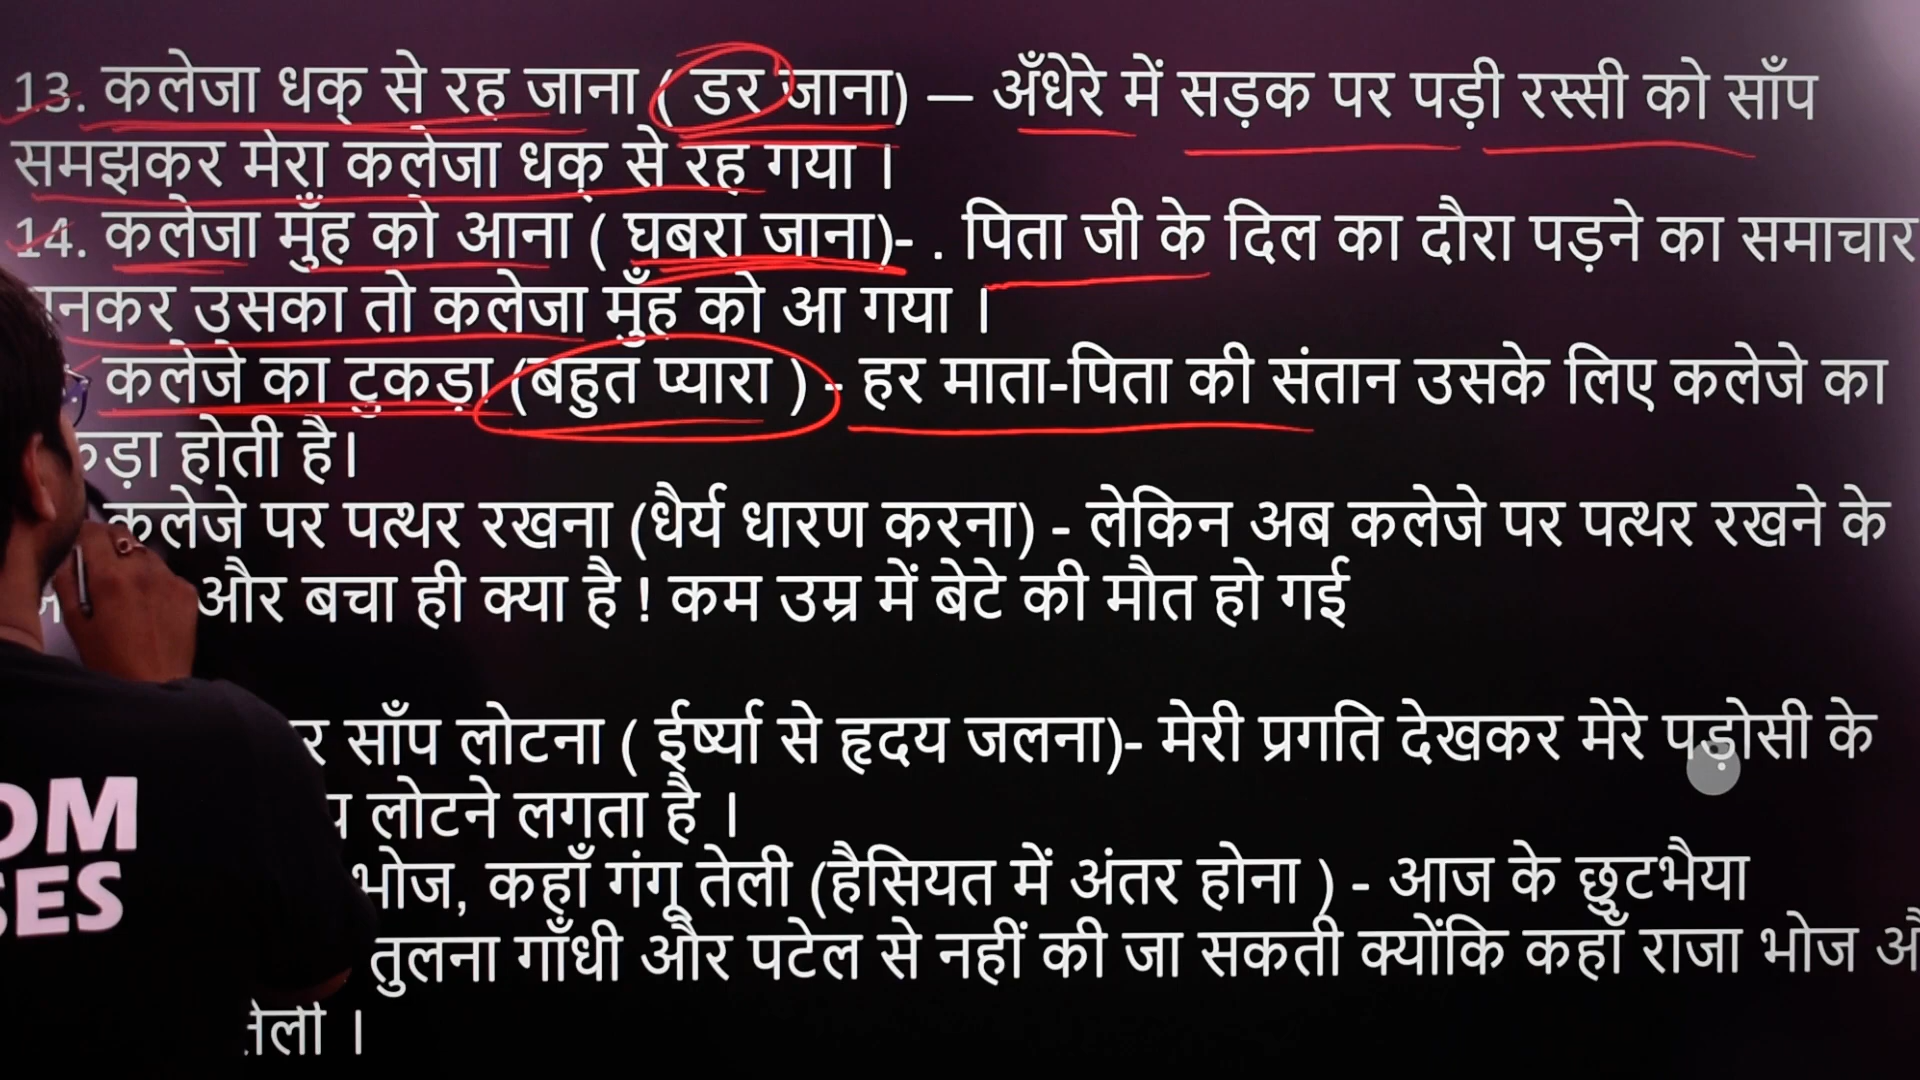 13. कलेजा धक् से रह जाना ( डर जाना) – अँधेरे में सड़क पर पड़ी रस्सी को साँप
समझकर मेरा कलेजा धक् से रह गया ।
14. कलेजा मुँह को आना ( घबरा जाना)- . पिता जी के दिल का दौरा पड़ने का समाचार
उसका तो कलेजा मुँह को आ गया ।
कलेजे का टुकड़ा (बहुत प्यारा ) - हर माता-पिता की संतान उसके लिए कलेजे का
होती है।
कलेजे पर पत्थर रखना (धैर्य धारण करना) - लेकिन अब कलेजे पर पत्थर रखने के
और बचा ही क्या है ! कम उम्र में बेटे की मौत हो गई
साँप लोटना ( ईर्ष्या से हृदय जलना)- मेरी प्रगति देखकर मेरे पड़ोसी के
लोटने लगता है ।
भोज, कहाँ गंगू तेली (हैसियत में अंतर होना ) - आज के छुटभैया
तुलना गाँधी और पटेल से नहीं की जा सकती क्योंकि कहाँ राजा भोज